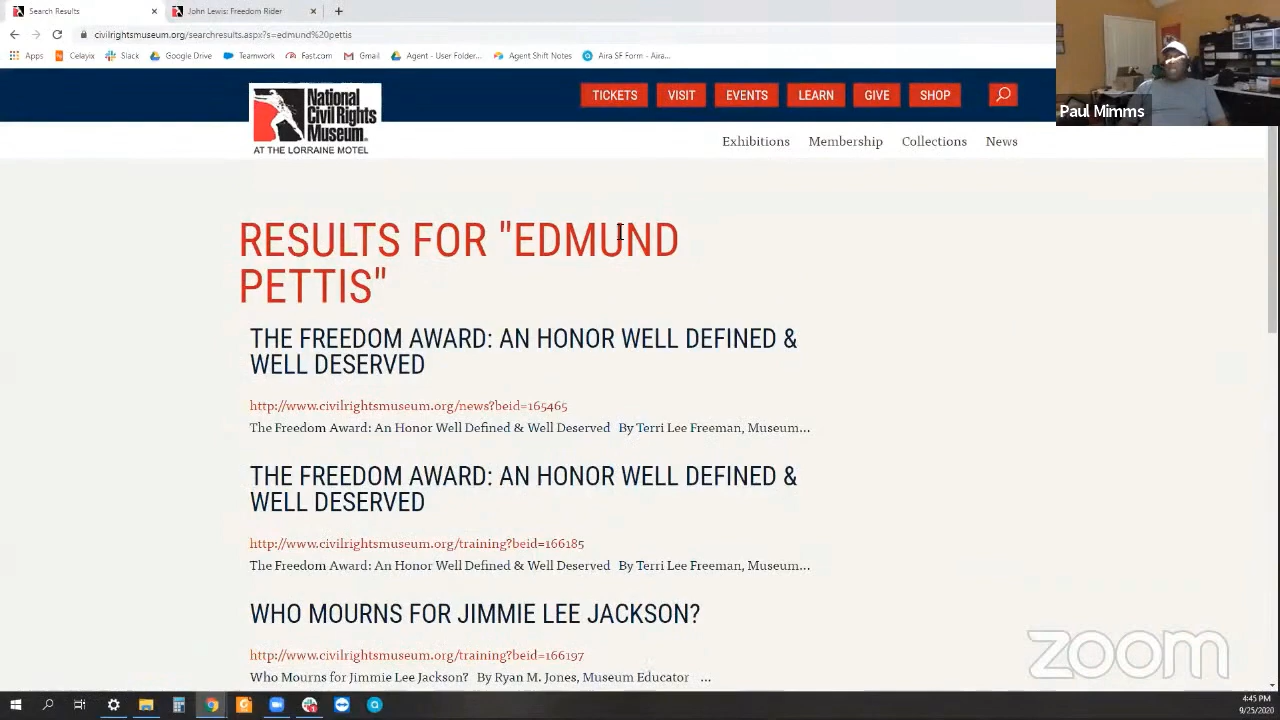 Search Results
John Lewis: Freedom Rider
civilrightsmuseum.org/searchresults.aspx?s=edmund%20pettis
Apps Celayix Slack Google Drive Teamwork Fast.com Gmail Agent - User Folder... Agent Shift Notes Aira SF Form - Aira...
National
Civil Rights
Museum
AT THE LORRAINE MOTEL
TICKETS VISIT EVENTS LEARN GIVE SHOP
Paul Mimms
Exhibitions Membership Collections News
RESULTS FOR "EDMUND
PETTIS"
THE FREEDOM AWARD: AN HONOR WELL DEFINED &
WELL DESERVED
http://www.civilrightsmuseum.org/news?beid=165465
The Freedom Award: An Honor Well Defined & Well Deserved By Terri Lee Freeman, Museum...
THE FREEDOM AWARD: AN HONOR WELL DEFINED &
WELL DESERVED
http://www.civilrightsmuseum.org/training?beid=166185
The Freedom Award: An Honor Well Defined & Well Deserved By Terri Lee Freeman, Museum...
WHO MOURNS FOR JIMMIE LEE JACKSON?
http://www.civilrightsmuseum.org/training?beid=166197
Who Mourns for Jimmie Lee Jackson? By Ryan M. Jones, Museum Educator ...
zoom
4:45 PM
9/25/2020